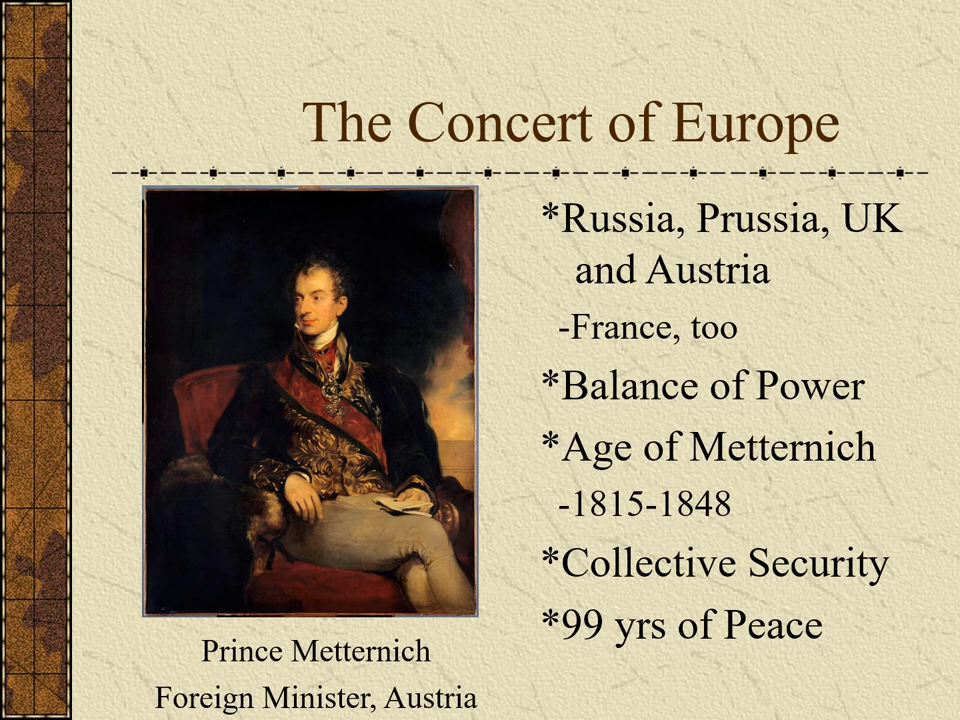 The Concert of Europe
*Russia, Prussia, UK
and Austria
-France, too
*Balance of Power
*Age of Metternich
-1815-1848
*Collective Security
*99 yrs of Peace
Prince Metternich
Foreign Minister, Austria